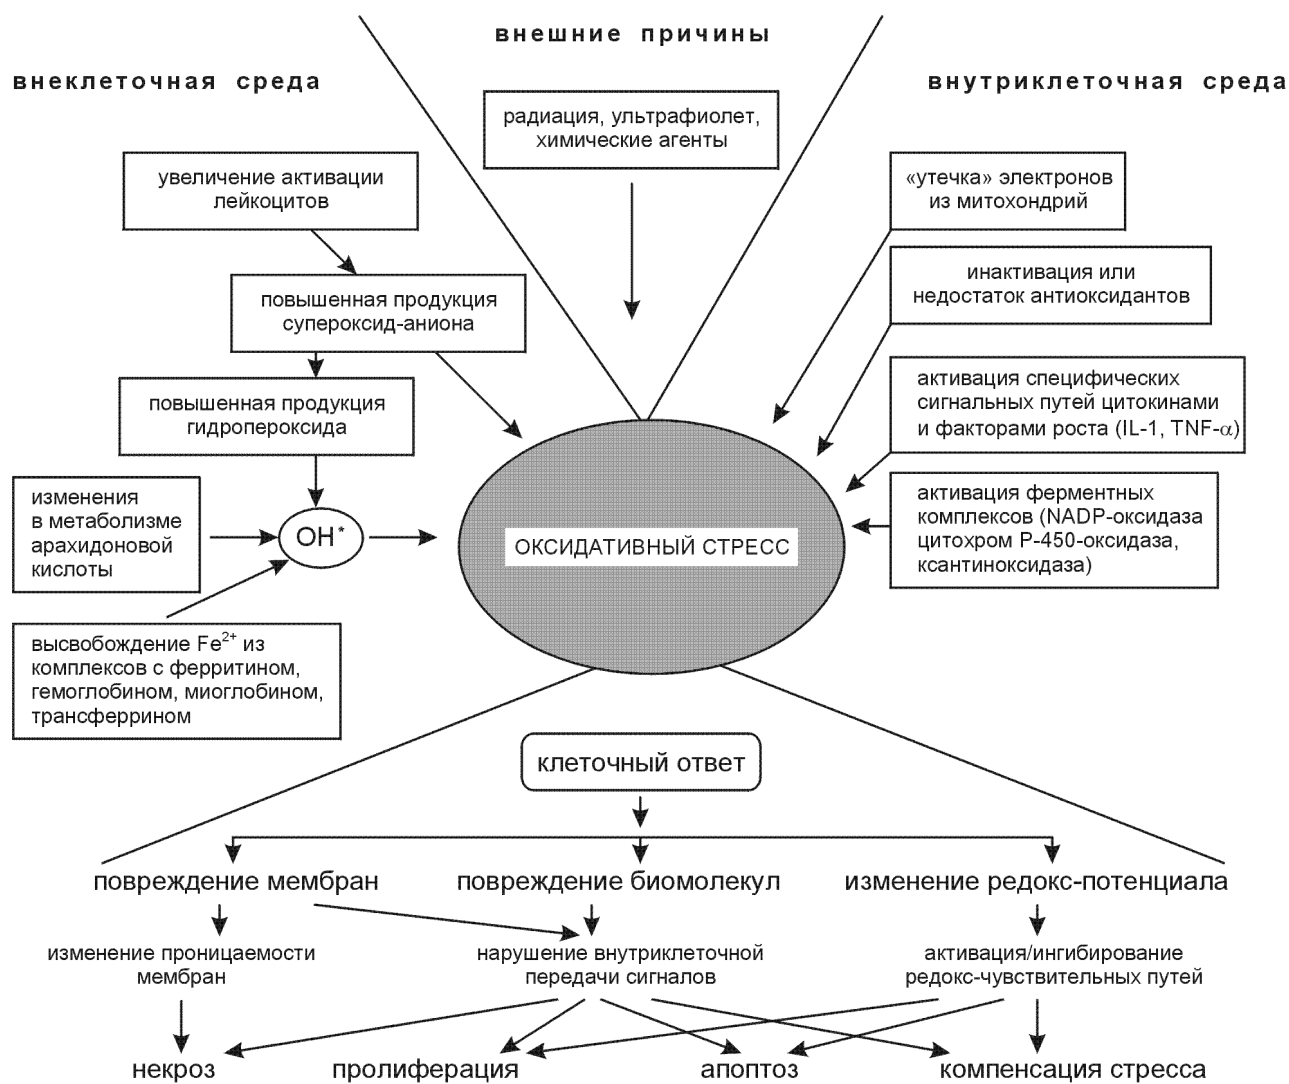 внешние причины
внеклеточная среда
внутриклеточная среда
радиация, ультрафиолет,
химические агенты
увеличение активации
лейкоцитов
«утечка» электронов
из митохондрий
повышенная продукция
супероксид-аниона
инактивация или
недостаток антиоксидантов
повышенная продукция
гидропероксида
активация специфических
сигнальных путей цитокинами
и факторами роста (IL-1, TNF-α)
изменения
в метаболизме
арахидоновой
кислоты
OH*
ОКСИДАТИВНЫЙ СТРЕСС
активация ферментных
комплексов (NADP-оксидаза
цитохром P-450-оксидаза,
ксантиноксидаза)
высвобождение Fe²⁺ из
комплексов с ферритином,
гемоглобином, миоглобином,
трансферрином
клеточный ответ
повреждение мембран
повреждение биомолекул
изменение редокс-потенциала
изменение проницаемости
мембран
нарушение внутриклеточной
передачи сигналов
активация/ингибирование
редокс-чувствительных путей
некроз
пролиферация
апоптоз
компенсация стресса